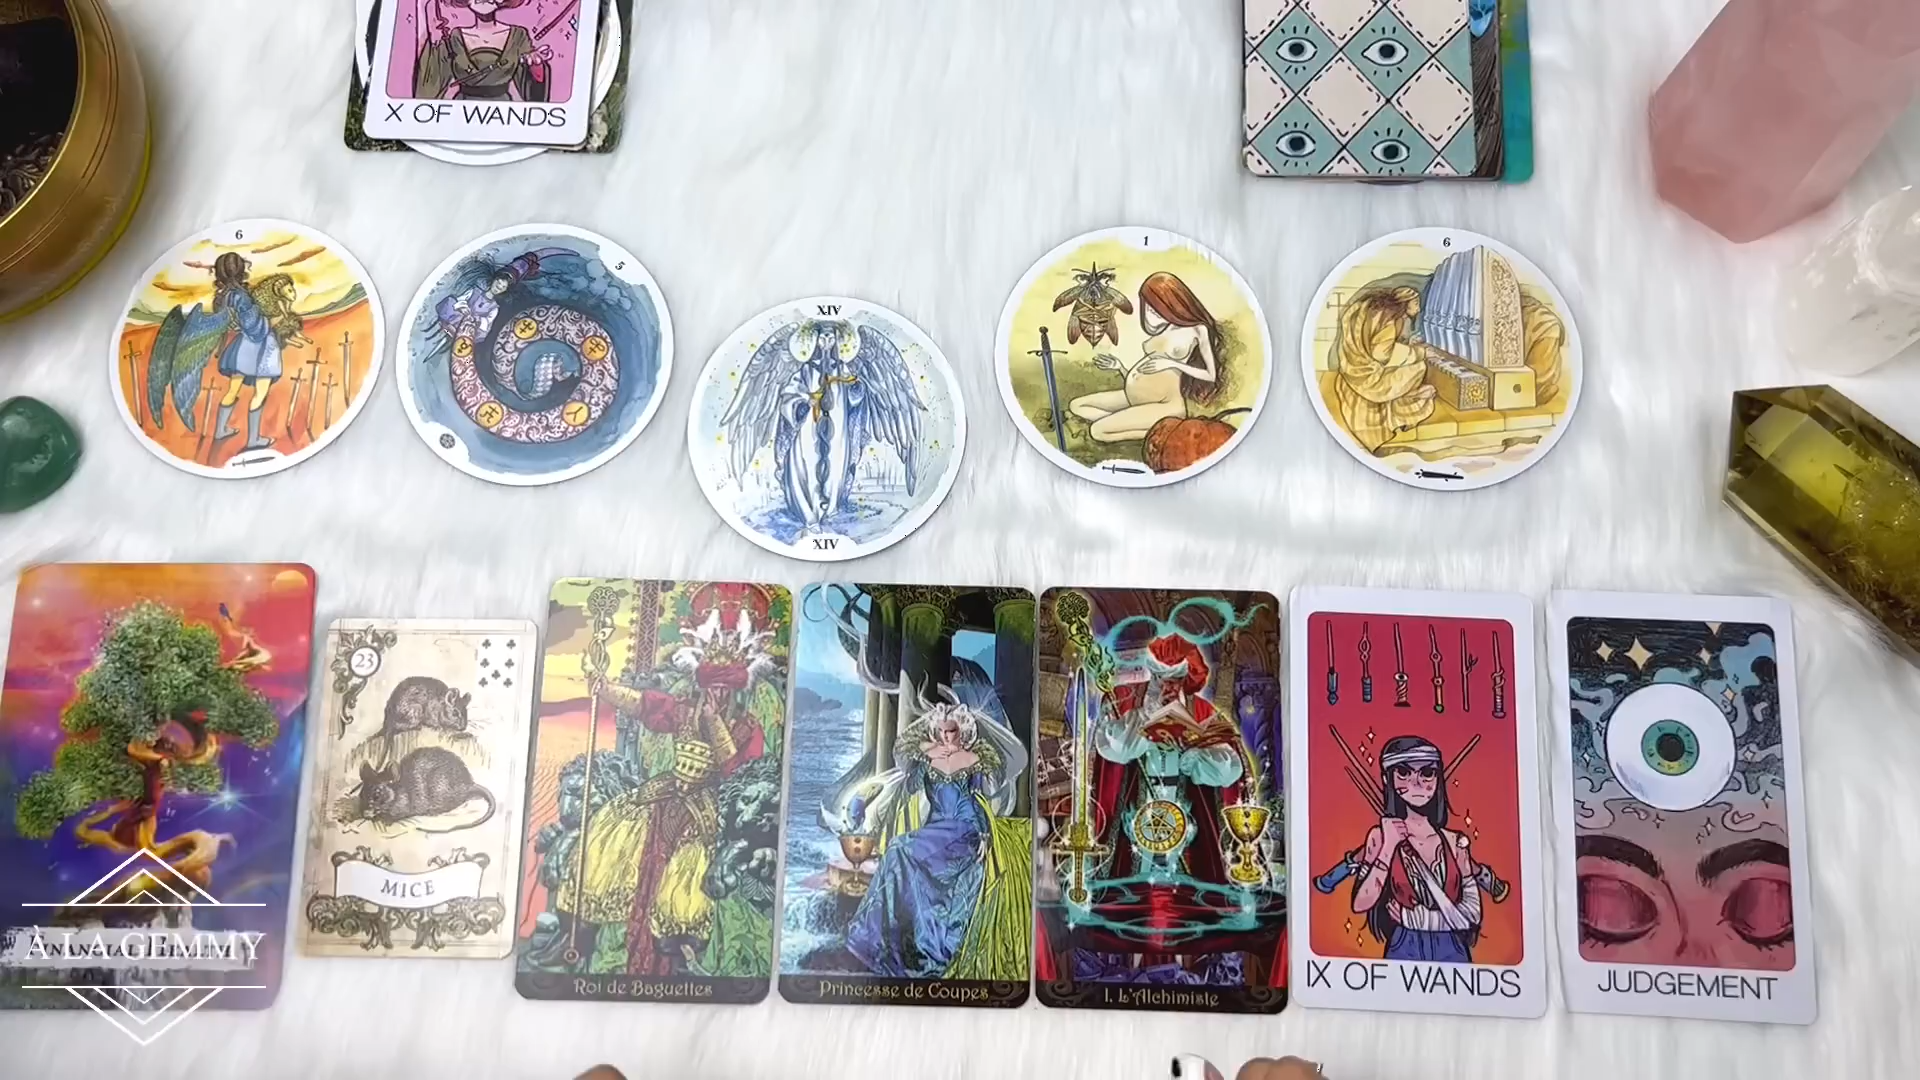 X OF WANDS
6
5
XIV
XIV
1
6
23
MICE
Roi de Baguettes
Princesse de Coupes
I. L'Alchimiste
IX OF WANDS
JUDGEMENT
À LA GEMMY